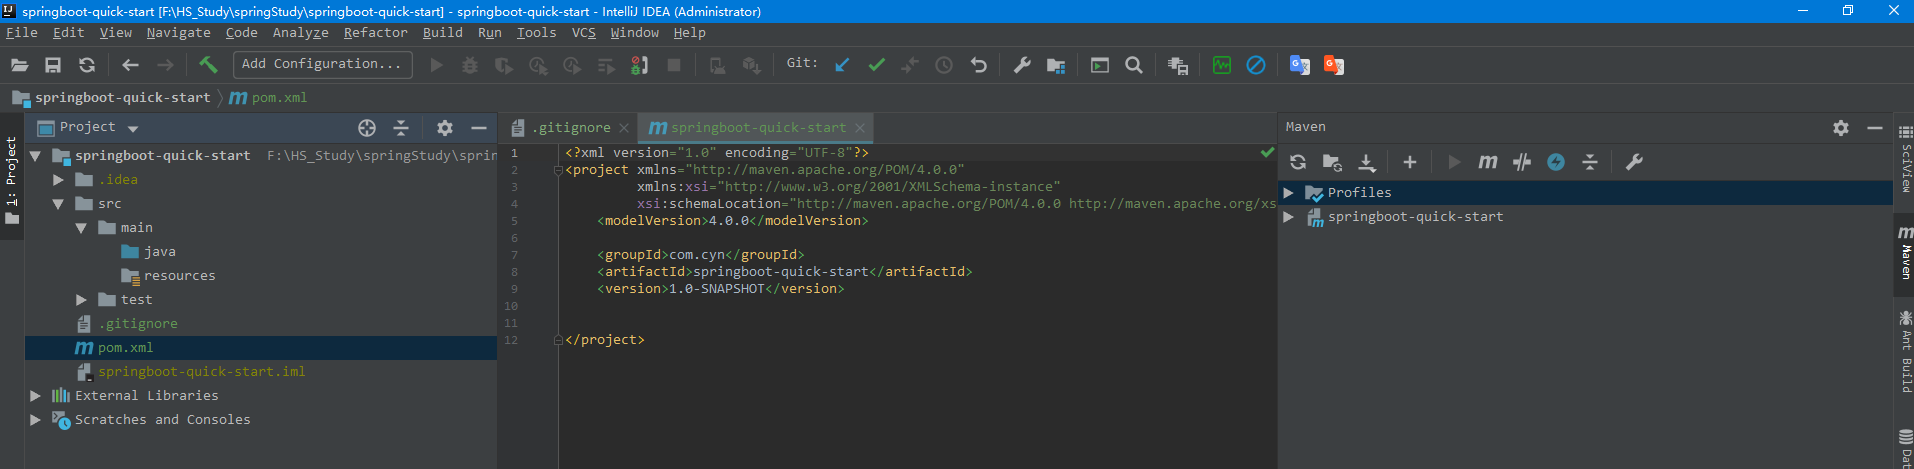 springboot-quick-start [F:\HS_Study\springStudy\springboot-quick-start] - springboot-quick-start - IntelliJ IDEA (Administrator)
File Edit View Navigate Code Analyze Refactor Build Run Tools VCS Window Help
Add Configuration... Git:
springboot-quick-start pom.xml
1: Project
Project
springboot-quick-start F:\HS_Study\springStudy\sprin
.idea
src
main
java
resources
test
.gitignore
pom.xml
springboot-quick-start.iml
External Libraries
Scratches and Consoles
.gitignore springboot-quick-start
1 <?xml version="1.0" encoding="UTF-8"?>
2 <project xmlns="http://maven.apache.org/POM/4.0.0"
3 xmlns:xsi="http://www.w3.org/2001/XMLSchema-instance"
4 xsi:schemaLocation="http://maven.apache.org/POM/4.0.0 http://maven.apache.org/xs
5 <modelVersion>4.0.0</modelVersion>
6
7 <groupId>com.cyn</groupId>
8 <artifactId>springboot-quick-start</artifactId>
9 <version>1.0-SNAPSHOT</version>
10
11
12 </project>
Maven
Profiles
springboot-quick-start
SciView
Maven
Ant Build
Dat